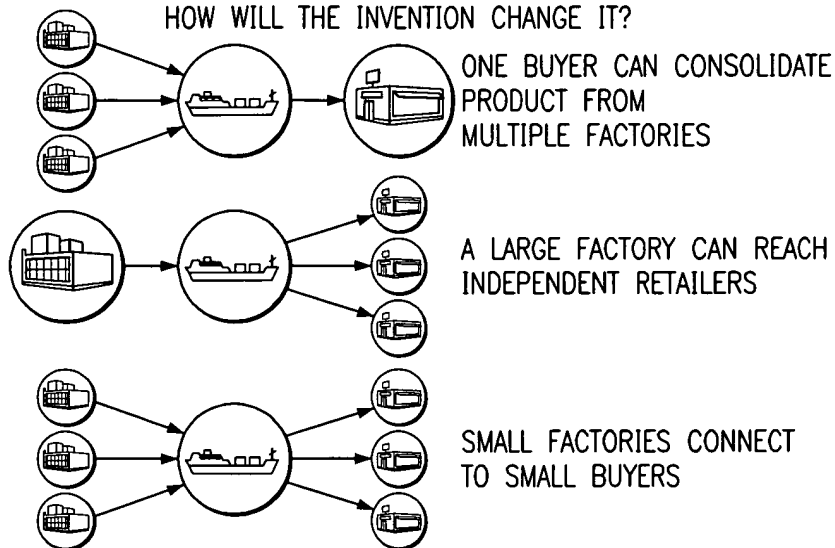 HOW WILL THE INVENTION CHANGE IT?
ONE BUYER CAN CONSOLIDATE
PRODUCT FROM
MULTIPLE FACTORIES
A LARGE FACTORY CAN REACH
INDEPENDENT RETAILERS
SMALL FACTORIES CONNECT
TO SMALL BUYERS